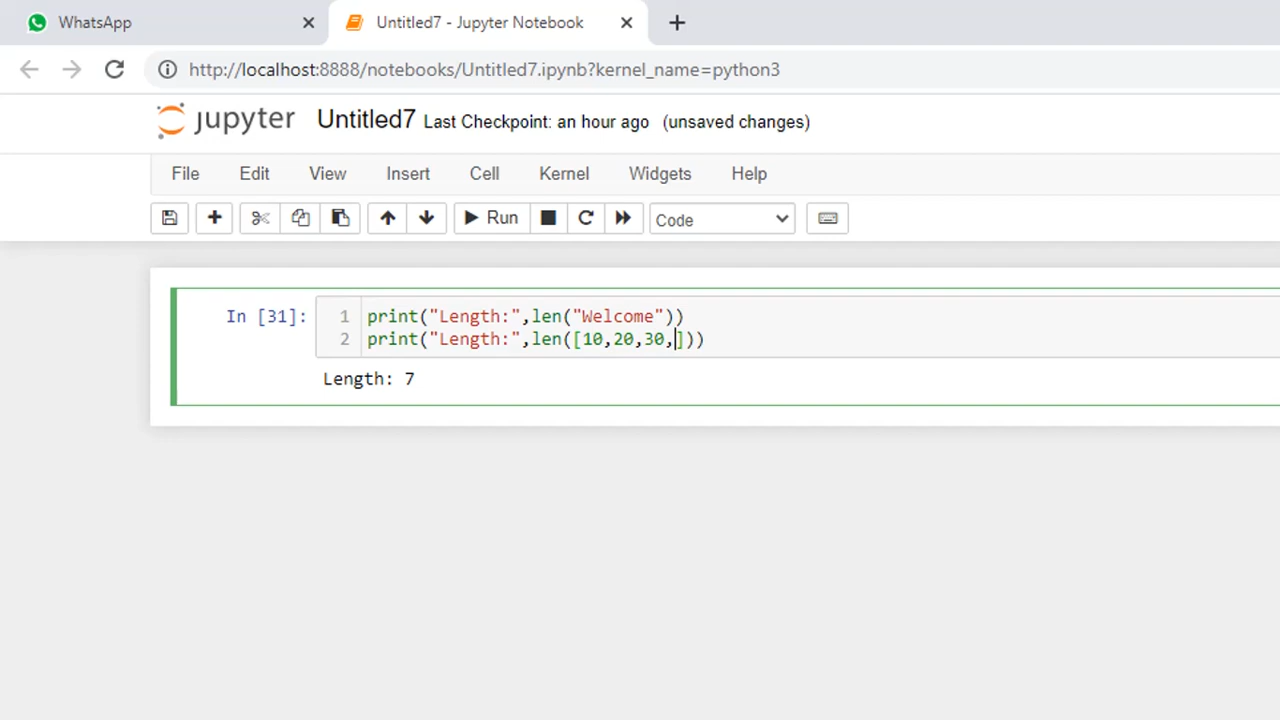 WhatsApp
Untitled7 - Jupyter Notebook
http://localhost:8888/notebooks/Untitled7.ipynb?kernel_name=python3
jupyter Untitled7 Last Checkpoint: an hour ago (unsaved changes)
File Edit View Insert Cell Kernel Widgets Help
Run Code
In [31]: 1 print("Length:",len("Welcome"))
2 print("Length:",len([10,20,30,]))
Length: 7